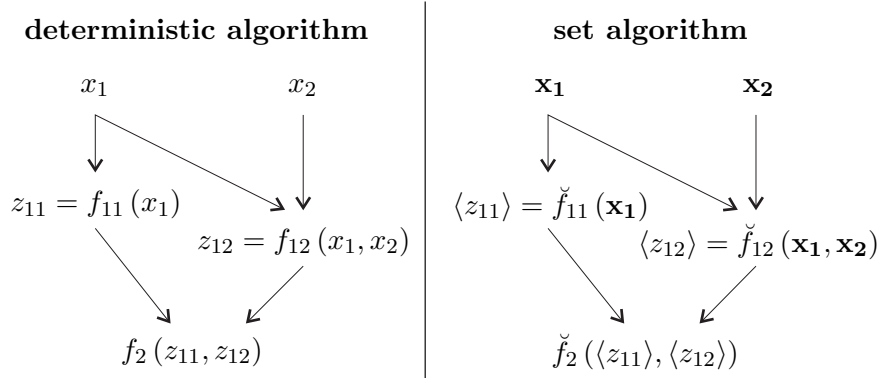 deterministic algorithm
x₁ x₂
z₁₁ = f₁₁ (x₁)
z₁₂ = f₁₂ (x₁, x₂)
f₂ (z₁₁, z₁₂)
set algorithm
𝐱₁ 𝐱₂
⟨z₁₁⟩ = f̆₁₁ (𝐱₁)
⟨z₁₂⟩ = f̆₁₂ (𝐱₁, 𝐱₂)
f̆₂ (⟨z₁₁⟩, ⟨z₁₂⟩)